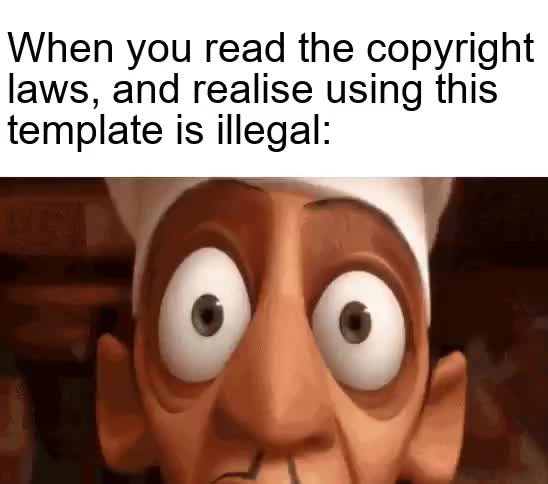 When you read the copyright
laws, and realise using this
template is illegal: